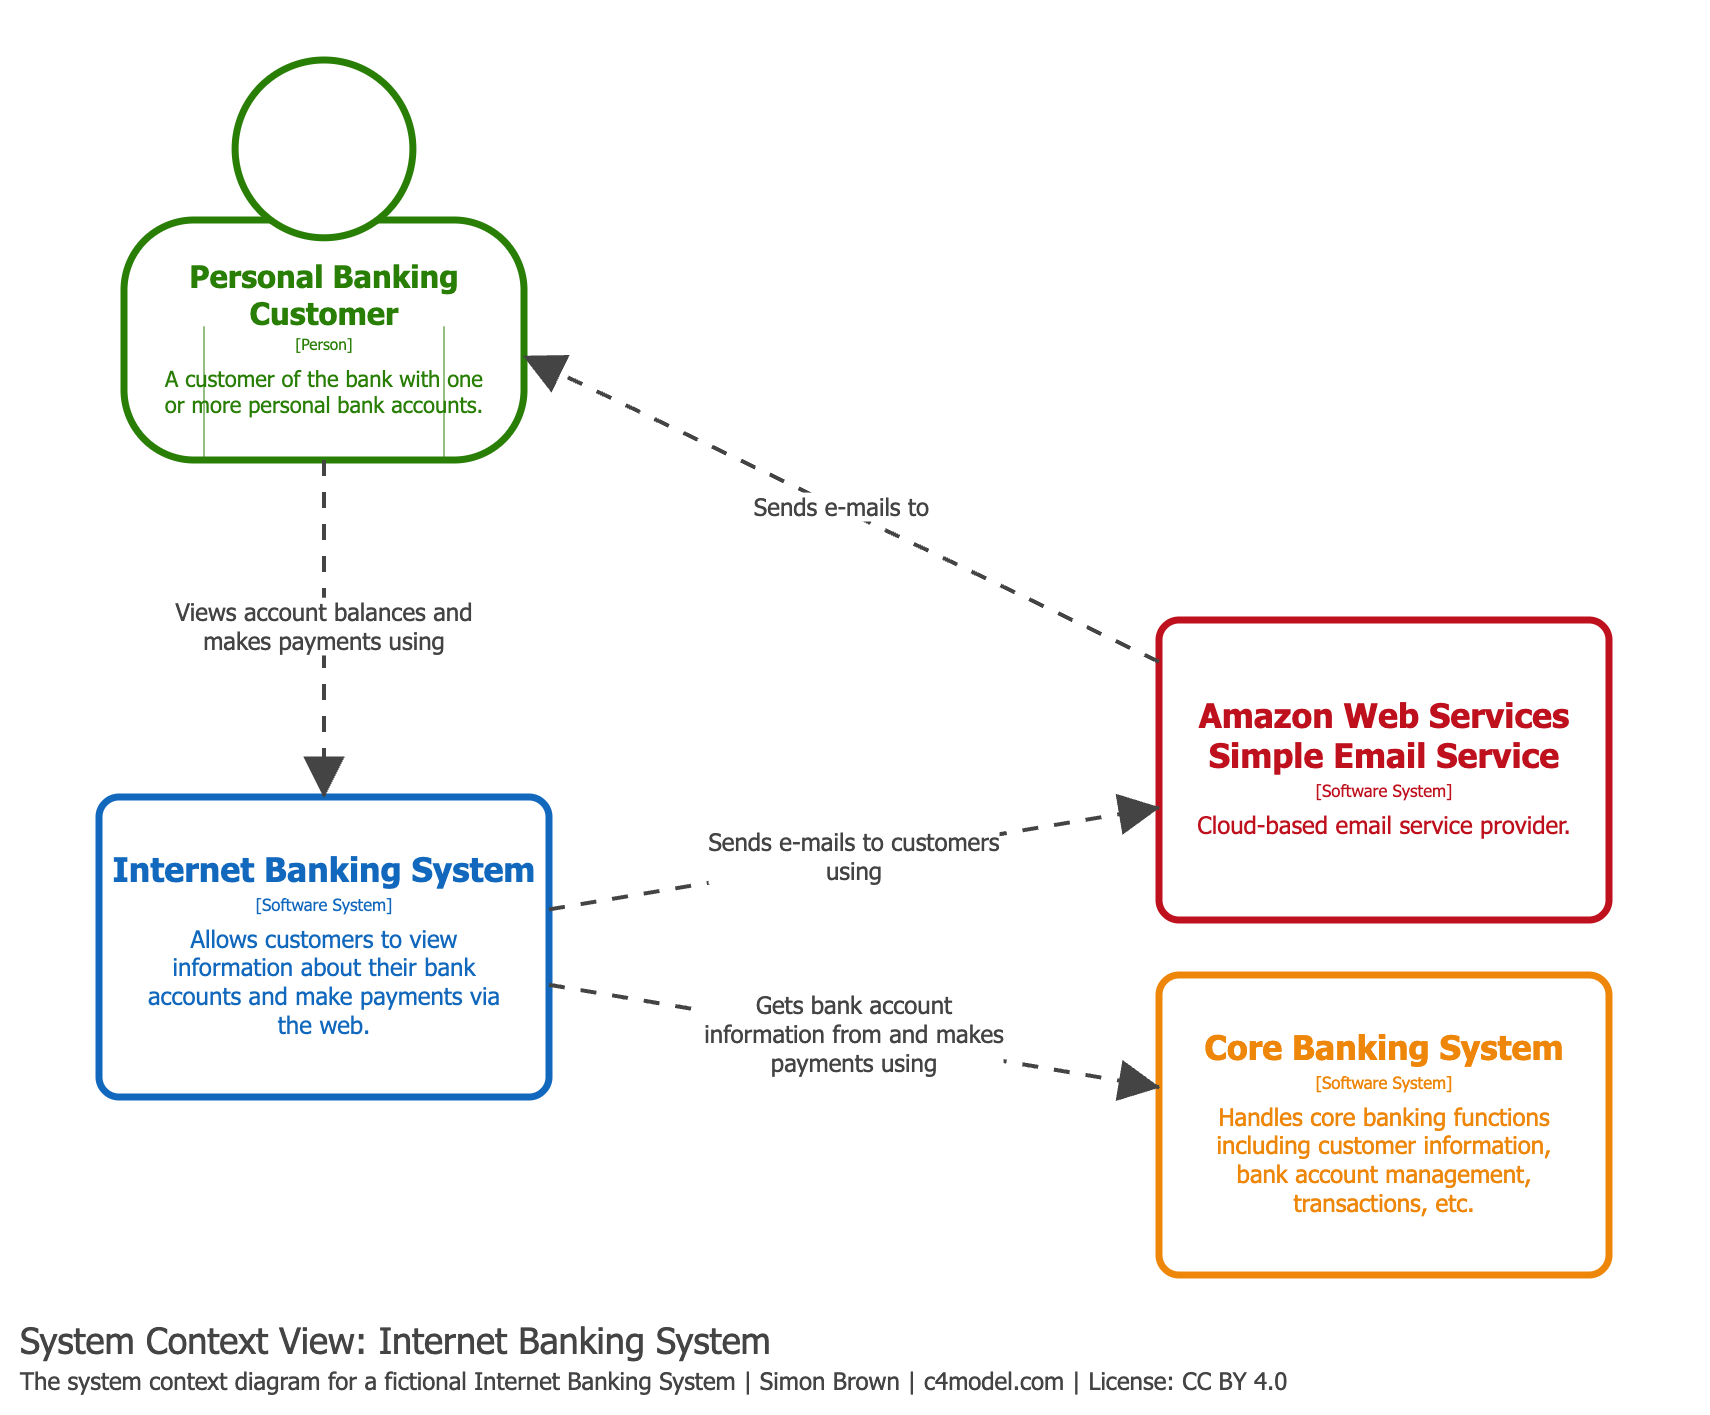 Personal Banking
Customer
[Person]
A customer of the bank with one
or more personal bank accounts.
Sends e-mails to
Views account balances and
makes payments using
Amazon Web Services
Simple Email Service
[Software System]
Cloud-based email service provider.
Internet Banking System
[Software System]
Allows customers to view
information about their bank
accounts and make payments via
the web.
Sends e-mails to customers
using
Gets bank account
information from and makes
payments using
Core Banking System
[Software System]
Handles core banking functions
including customer information,
bank account management,
transactions, etc.
System Context View: Internet Banking System
The system context diagram for a fictional Internet Banking System | Simon Brown | c4model.com | License: CC BY 4.0